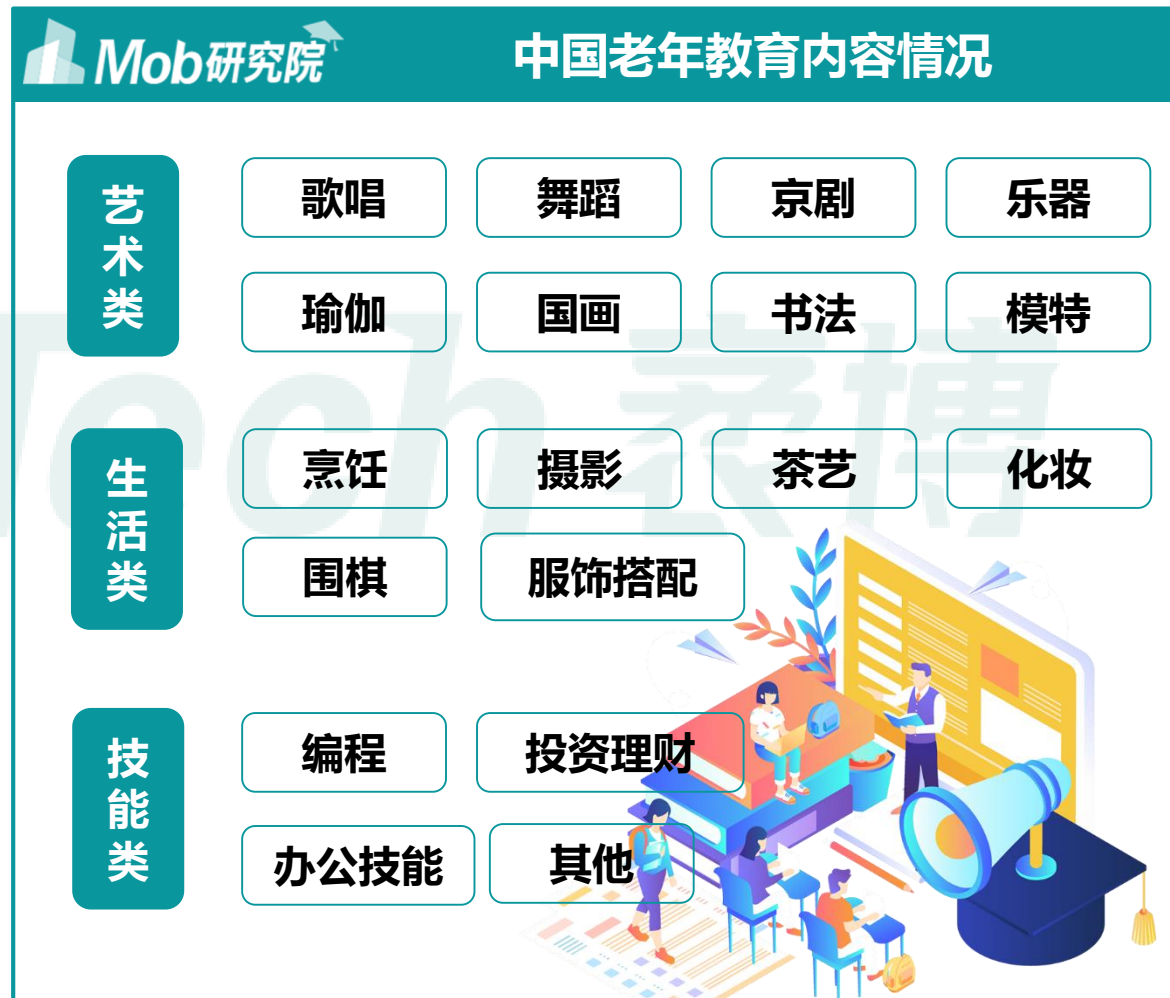 Mob研究院
中国老年教育内容情况
艺术类
歌唱
舞蹈
京剧
乐器
瑜伽
国画
书法
模特
生活类
烹饪
摄影
茶艺
化妆
围棋
服饰搭配
技能类
编程
投资理财
办公技能
其他
Tech 袤博